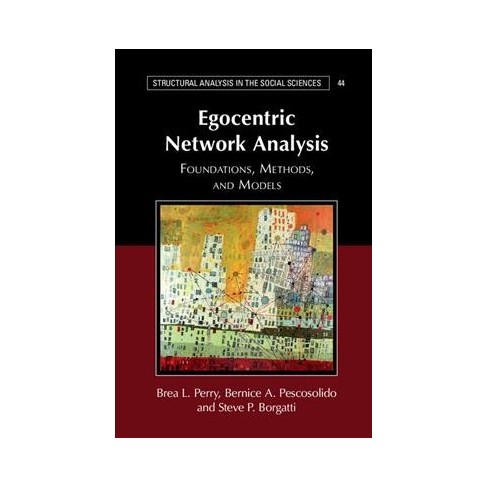 STRUCTURAL ANALYSIS IN THE SOCIAL SCIENCES 44
Egocentric
Network Analysis
FOUNDATIONS, METHODS,
AND MODELS
Brea L. Perry, Bernice A. Pescosolido
and Steve P. Borgatti